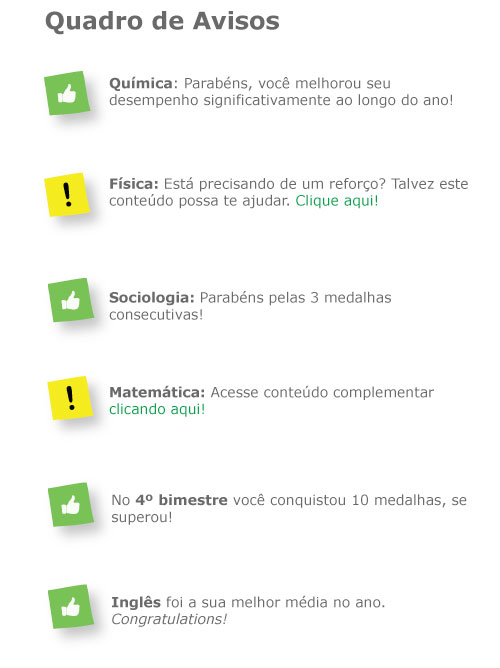 Quadro de Avisos
Química: Parabéns, você melhorou seu
desempenho significativamente ao longo do ano!
Física: Está precisando de um reforço? Talvez este
conteúdo possa te ajudar. Clique aqui!
Sociologia: Parabéns pelas 3 medalhas
consecutivas!
Matemática: Acesse conteúdo complementar
clicando aqui!
No 4º bimestre você conquistou 10 medalhas, se
superou!
Inglês foi a sua melhor média no ano.
Congratulations!